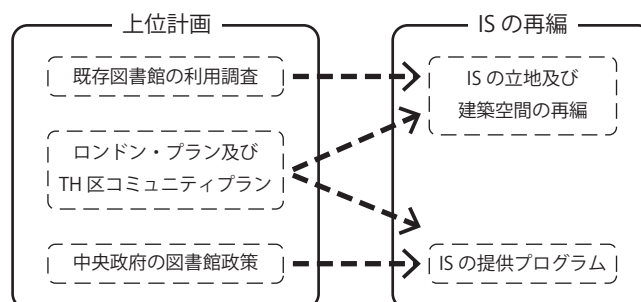 上位計画
既存図書館の利用調査
ロンドン・プラン及び
TH 区コミュニティプラン
中央政府の図書館政策
IS の再編
IS の立地及び
建築空間の再編
IS の提供プログラム